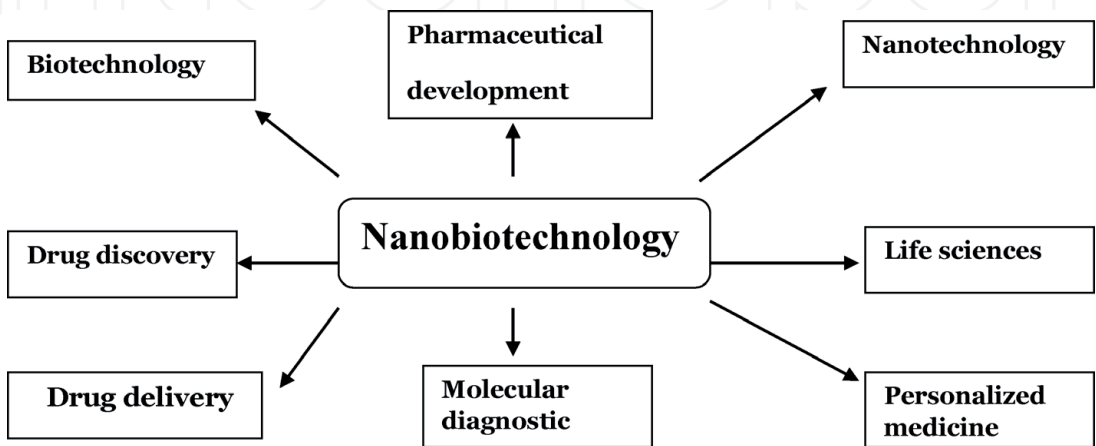 Biotechnology
Pharmaceutical
development
Nanotechnology
Drug discovery
Nanobiotechnology
Life sciences
Drug delivery
Molecular
diagnostic
Personalized
medicine